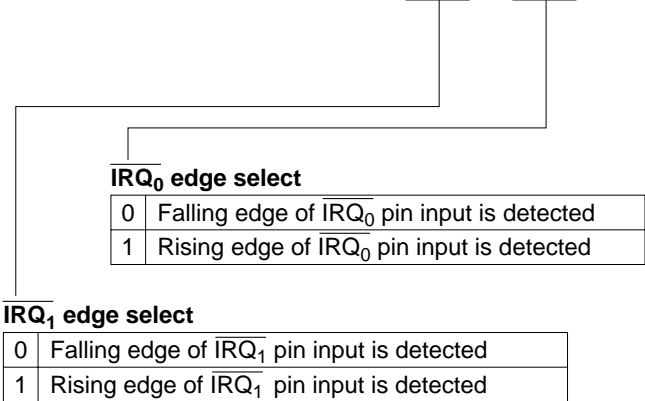 IRQ₀ edge select
0 Falling edge of IRQ₀ pin input is detected
1 Rising edge of IRQ₀ pin input is detected
IRQ₁ edge select
0 Falling edge of IRQ₁ pin input is detected
1 Rising edge of IRQ₁ pin input is detected